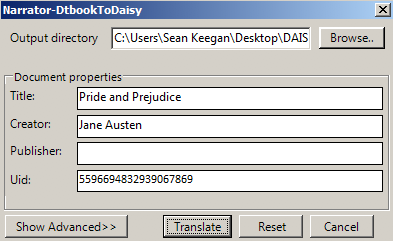 Narrator-DtbookToDaisy
Output directory C:\Users\Sean Keegan\Desktop\DAIS Browse..
Document properties
Title: Pride and Prejudice
Creator: Jane Austen
Publisher:
Uid: 5596694832939067869
Show Advanced>> Translate Reset Cancel